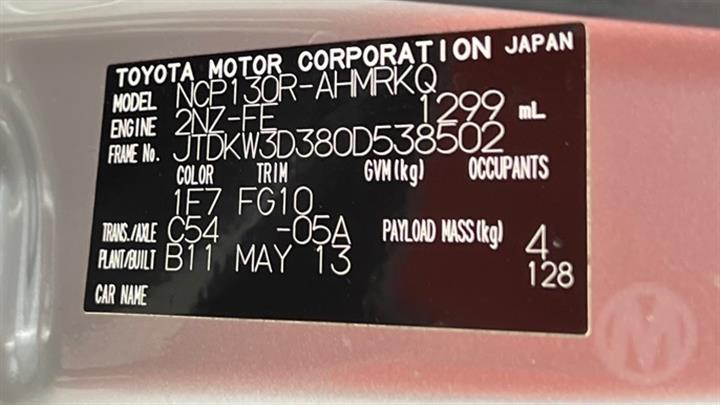 TOYOTA MOTOR CORPORATION JAPAN
MODEL NCP130R-AHMRKQ
ENGINE 2NZ-FE 1299 mL
FRAME No. JTDKW3D380D538502
COLOR TRIM GVM(kg) OCCUPANTS
1F7 FG10
TRANS./AXLE C54 -05A PAYLOAD MASS(kg) 4
PLANT/BUILT B11 MAY 13 128
CAR NAME
M